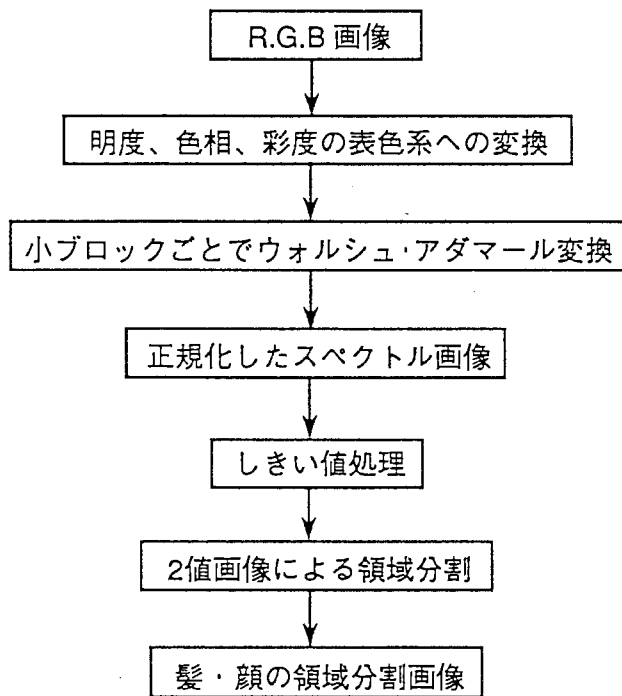 R.G.B 画像
明度、色相、彩度の表色系への変換
小ブロックごとでウォルシュ・アダマール変換
正規化したスペクトル画像
しきい値処理
2値画像による領域分割
髪・顔の領域分割画像